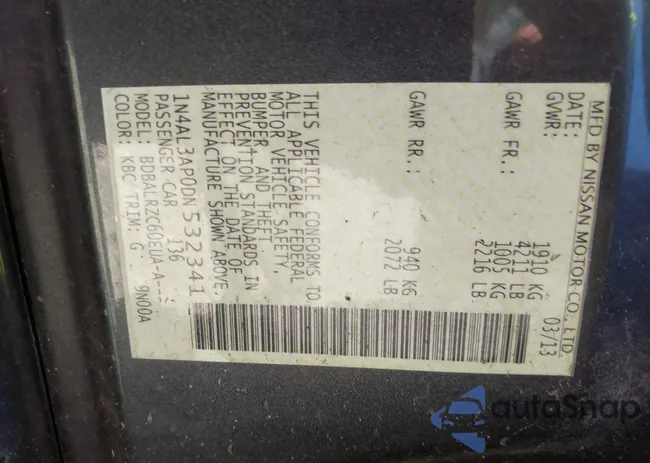 MFD BY NISSAN MOTOR CO., LTD.
DATE: 03/13
GVWR: 1910 KG
4211 LB
GAWR FR.: 1005 KG
2216 LB
GAWR RR.: 940 KG
2072 LB
THIS VEHICLE CONFORMS TO
ALL APPLICABLE FEDERAL
MOTOR VEHICLE SAFETY,
BUMPER, AND THEFT
PREVENTION STANDARDS IN
EFFECT ON THE DATE OF
MANUFACTURE SHOWN ABOVE.
1N4AL3AP0DN532341
PASSENGER CAR 136
MODEL: BDBALRZC60EUA-A---
COLOR: KBC TRIM: G 9N00A
autoSnap